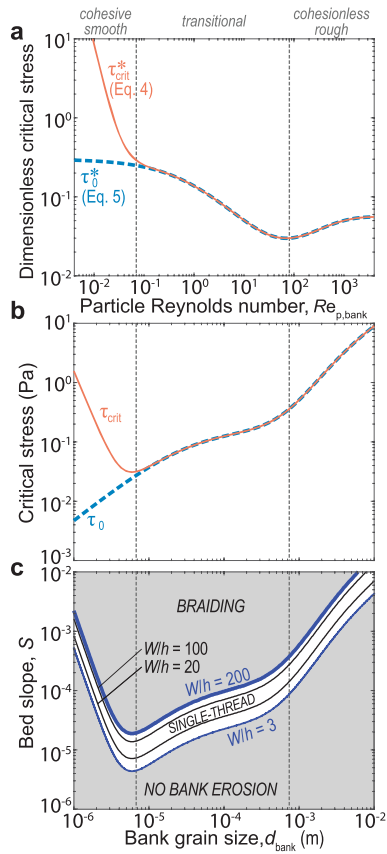 cohesive smooth
transitional
cohesionless rough
a
Dimensionless critical stress
10¹
10⁰
10⁻¹
10⁻²
τ*crit
(Eq. 4)
τ*0
(Eq. 5)
10⁻² 10⁻¹ 10⁰ 10¹ 10² 10³
Particle Reynolds number, Rep,bank
b
Critical stress (Pa)
10¹
10⁰
10⁻¹
10⁻²
10⁻³
τcrit
τ0
c
Bed slope, S
10⁻²
10⁻³
10⁻⁴
10⁻⁵
10⁻⁶
BRAIDING
W/h = 100
W/h = 20
W/h = 200
SINGLE-THREAD
W/h = 3
NO BANK EROSION
10⁻⁶ 10⁻⁵ 10⁻⁴ 10⁻³ 10⁻²
Bank grain size, dbank (m)